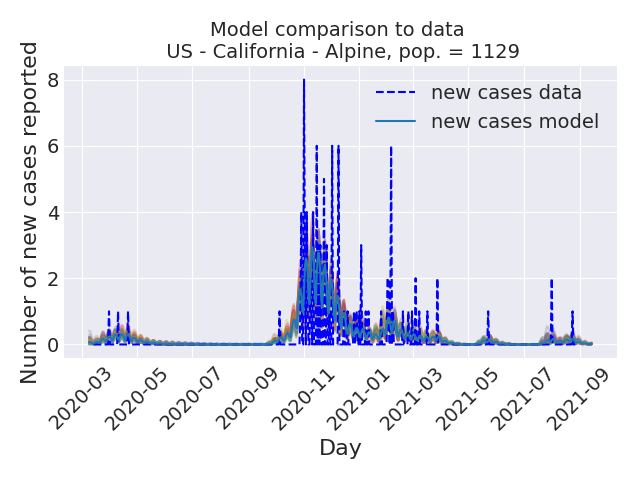 Model comparison to data
US - California - Alpine, pop. = 1129
Number of new cases reported
8
6
4
2
0
new cases data
new cases model
2020-03
2020-05
2020-07
2020-09
2020-11
2021-01
2021-03
2021-05
2021-07
2021-09
Day